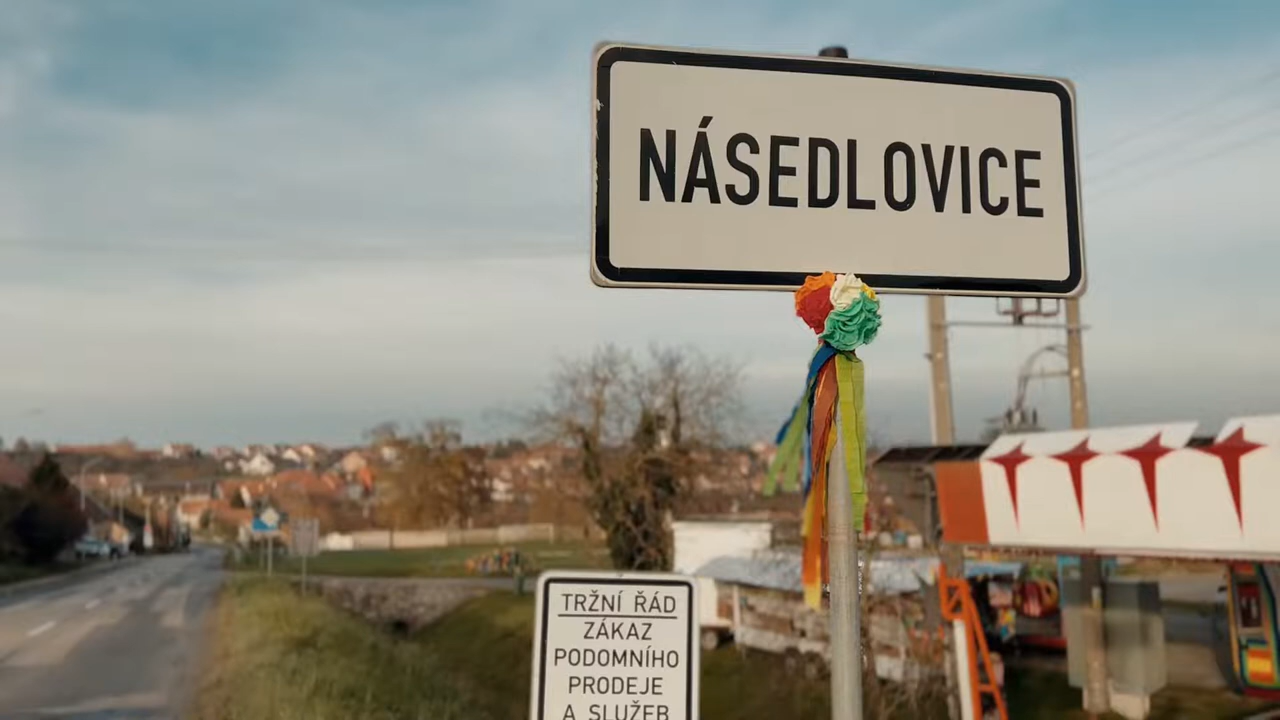 NÁSEDLOVICE
TRŽNÍ ŘÁD
ZÁKAZ
PODOMNÍHO
PRODEJE
A SLUŽEB